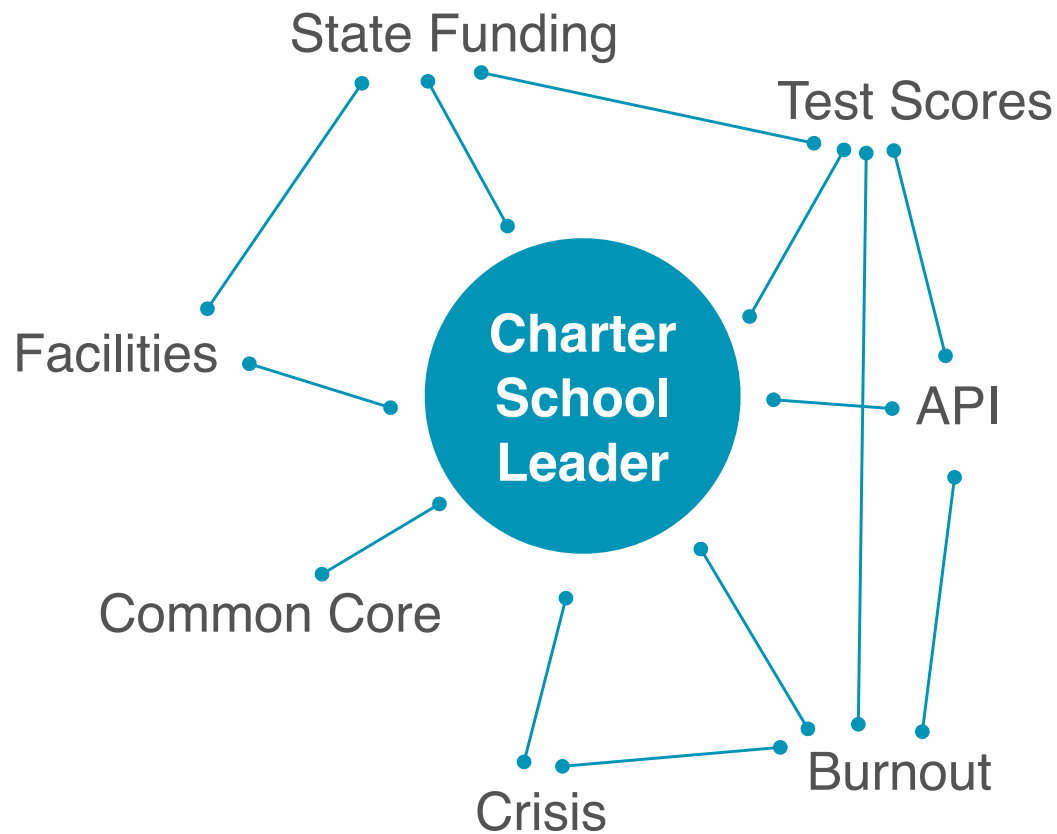 State Funding
Test Scores
Charter
School
Leader
Facilities
API
Common Core
Burnout
Crisis